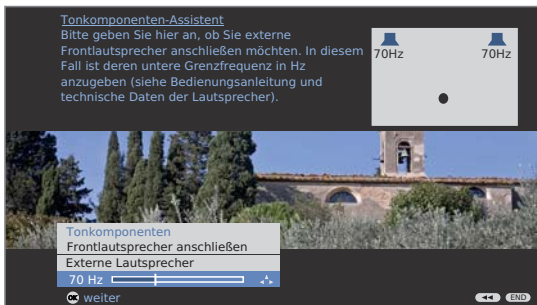 Tonkomponenten-Assistent
Bitte geben Sie hier an, ob Sie externe
Frontlautsprecher anschließen möchten. In diesem
Fall ist deren untere Grenzfrequenz in Hz
anzugeben (siehe Bedienungsanleitung und
technische Daten der Lautsprecher).
70Hz 70Hz
Tonkomponenten
Frontlautsprecher anschließen
Externe Lautsprecher
70 Hz
OK weiter
END